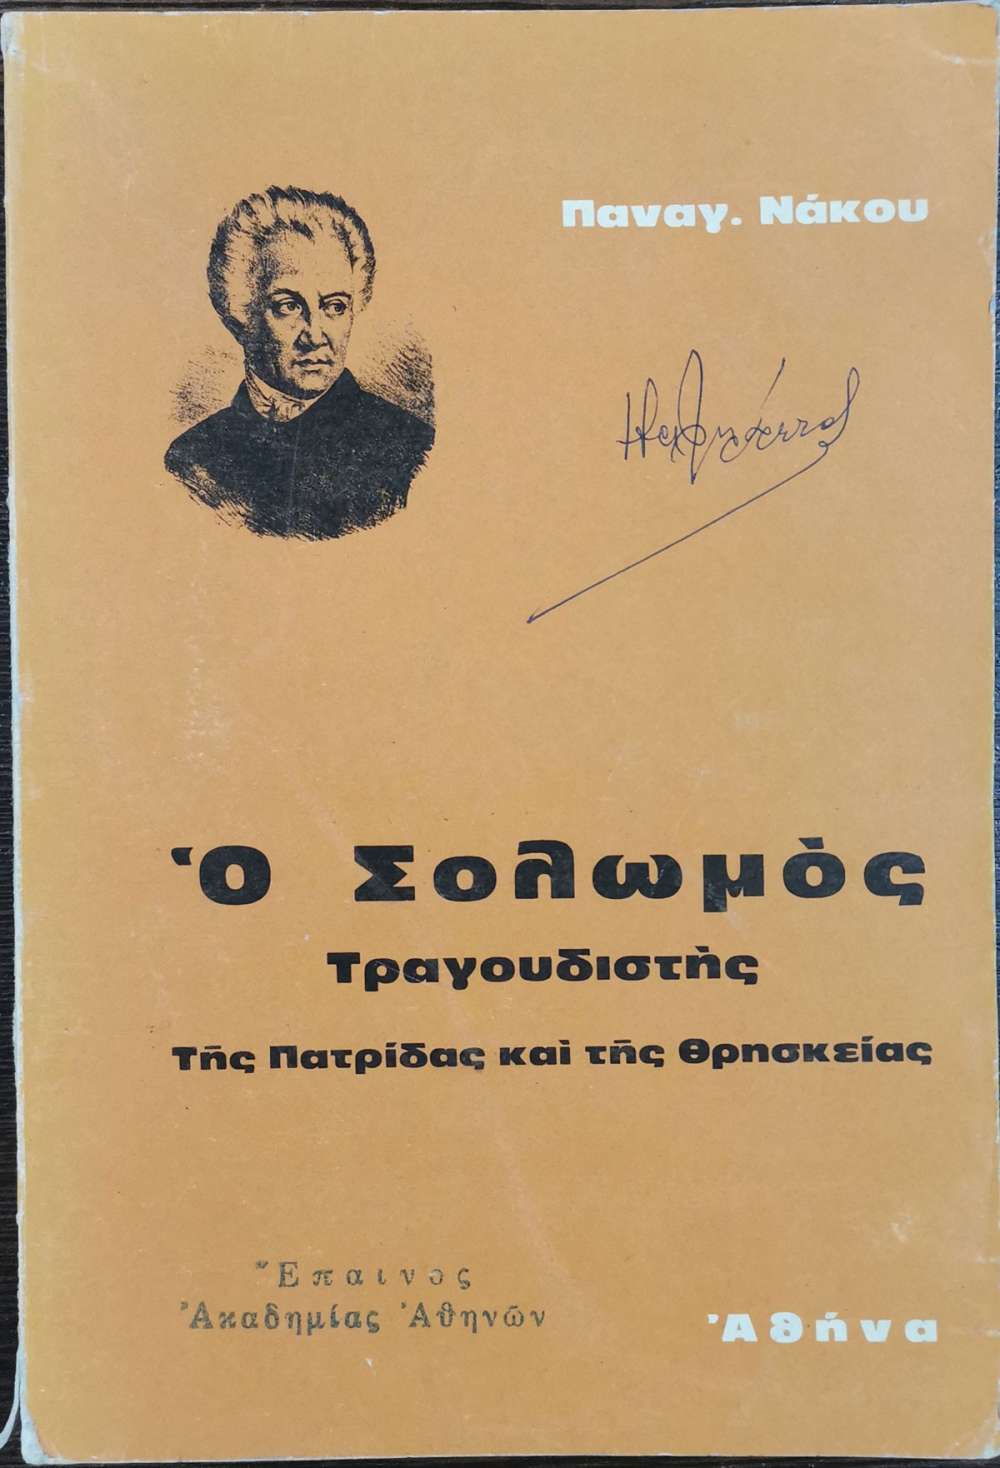 Παναγ. Νάκου
Ὁ Σολωμὸς
Τραγουδιστὴς
Τῆς Πατρίδας καὶ τῆς Θρησκείας
Ἔπαινος
Ἀκαδημίας Ἀθηνῶν
Ἀθήνα